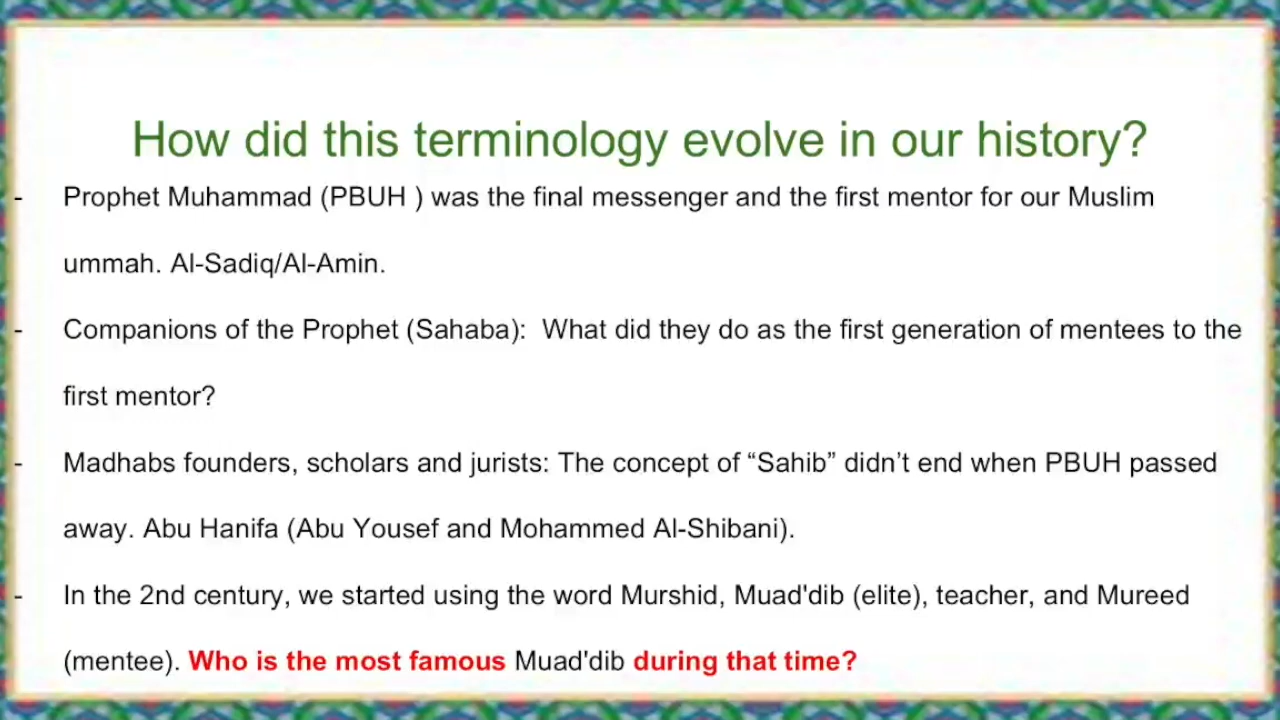 How did this terminology evolve in our history?
- Prophet Muhammad (PBUH ) was the final messenger and the first mentor for our Muslim
ummah. Al-Sadiq/Al-Amin.
- Companions of the Prophet (Sahaba):  What did they do as the first generation of mentees to the
first mentor?
- Madhabs founders, scholars and jurists: The concept of “Sahib” didn’t end when PBUH passed
away. Abu Hanifa (Abu Yousef and Mohammed Al-Shibani).
- In the 2nd century, we started using the word Murshid, Muad'dib (elite), teacher, and Mureed
(mentee). Who is the most famous Muad'dib during that time?